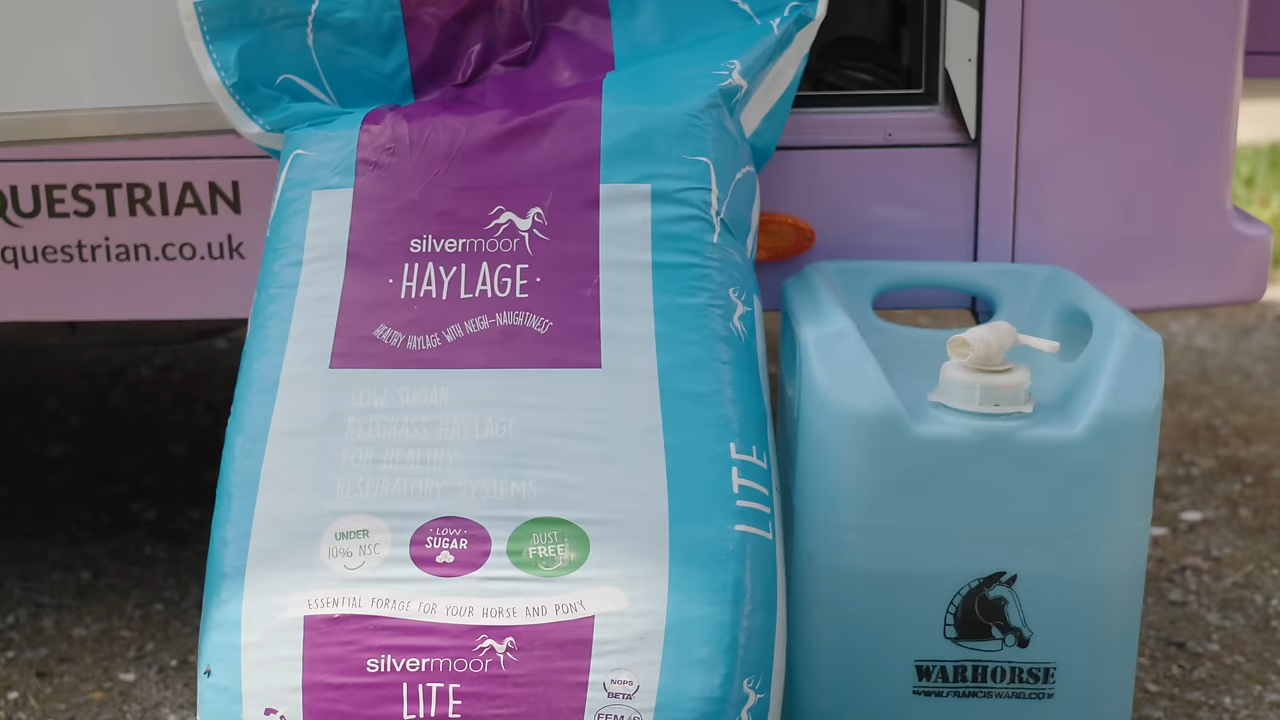 QUESTRIAN
questrian.co.uk
silvermoor
·HAYLAGE·
HEALTHY HAYLAGE WITH NEIGH-NAUGHTINESS
LOW SUGAR
RYEGRASS HAYLAGE
FOR HEALTHY
RESPIRATORY SYSTEMS
UNDER
10% NSC
·LOW·
SUGAR
DUST
FREE
ESSENTIAL FORAGE FOR YOUR HORSE AND PONY
silvermoor
LITE
NOPS
BETA
LITE
WARHORSE
WWW.FRANCISWARD.COM